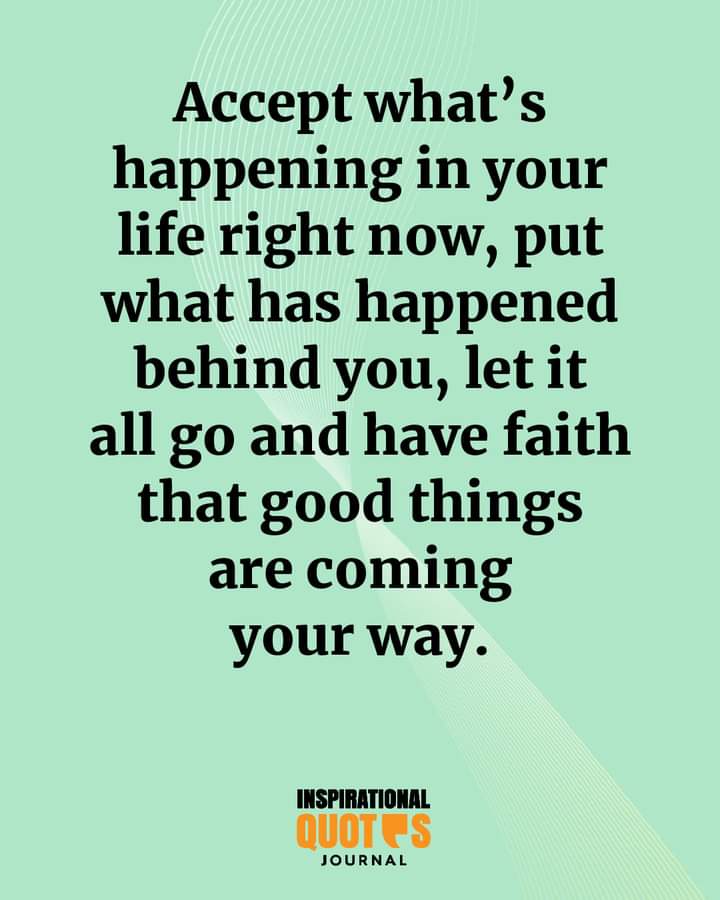 Accept what’s
happening in your
life right now, put
what has happened
behind you, let it
all go and have faith
that good things
are coming
your way.
INSPIRATIONAL
QUOTES
JOURNAL